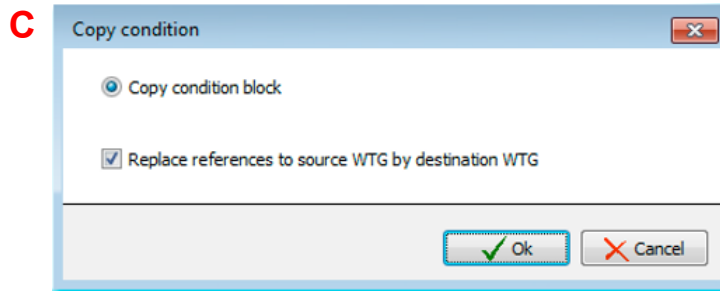 C
Copy condition
Copy condition block
Replace references to source WTG by destination WTG
Ok Cancel